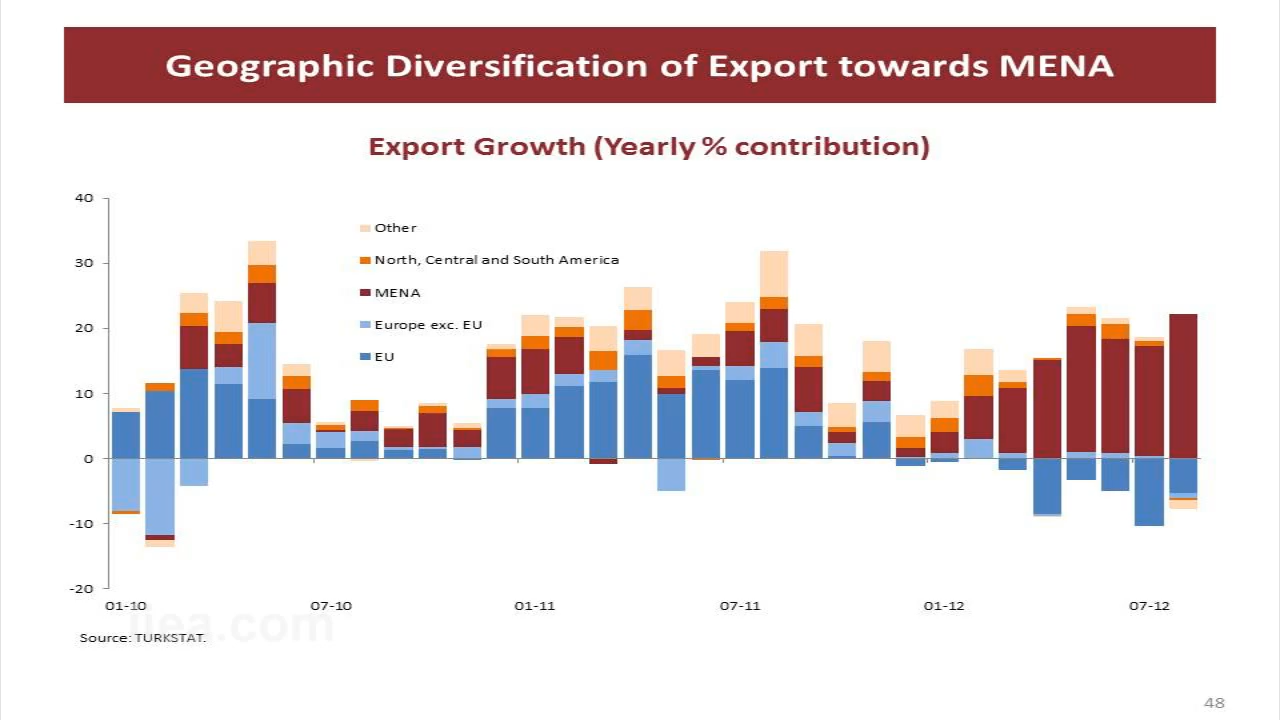 Geographic Diversification of Export towards MENA
Export Growth (Yearly % contribution)
40
30
20
10
0
-10
-20
Other
North, Central and South America
MENA
Europe exc. EU
EU
01-10
07-10
01-11
07-11
01-12
07-12
Source: TURKSTAT.
48